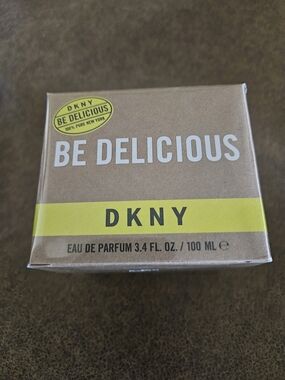 DKNY
BE DELICIOUS
100% PURE NEW YORK
BE DELICIOUS
DKNY
EAU DE PARFUM 3.4 FL. OZ. / 100 ML ℮